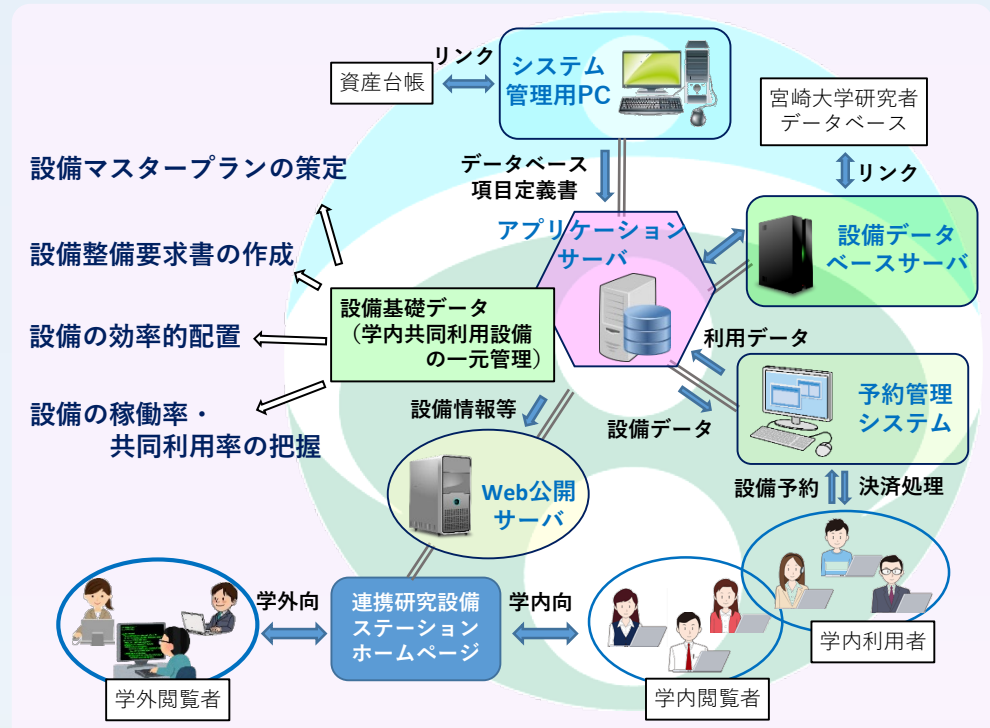 リンク
システム
管理用PC
資産台帳
宮崎大学研究者
データベース
設備マスタープランの策定
データベース
項目定義書
リンク
アプリケーション
サーバ
設備データ
ベースサーバ
設備整備要求書の作成
設備基礎データ
（学内共同利用設備
の一元管理）
設備の効率的配置
利用データ
予約管理
システム
設備情報等
設備データ
設備の稼働率・
共同利用率の把握
Web公開
サーバ
設備予約
決済処理
学外向
連携研究設備
ステーション
ホームページ
学内向
学内利用者
学外閲覧者
学内閲覧者